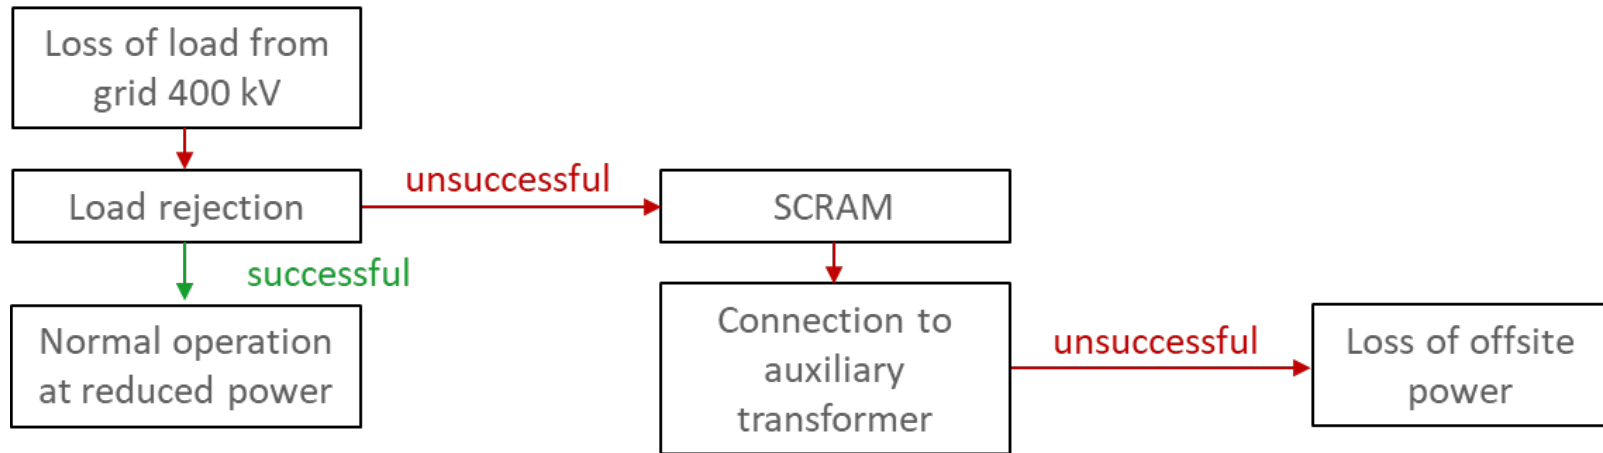 Loss of load from
grid 400 kV
Load rejection
unsuccessful
SCRAM
successful
Normal operation
at reduced power
Connection to
auxiliary
transformer
unsuccessful
Loss of offsite
power